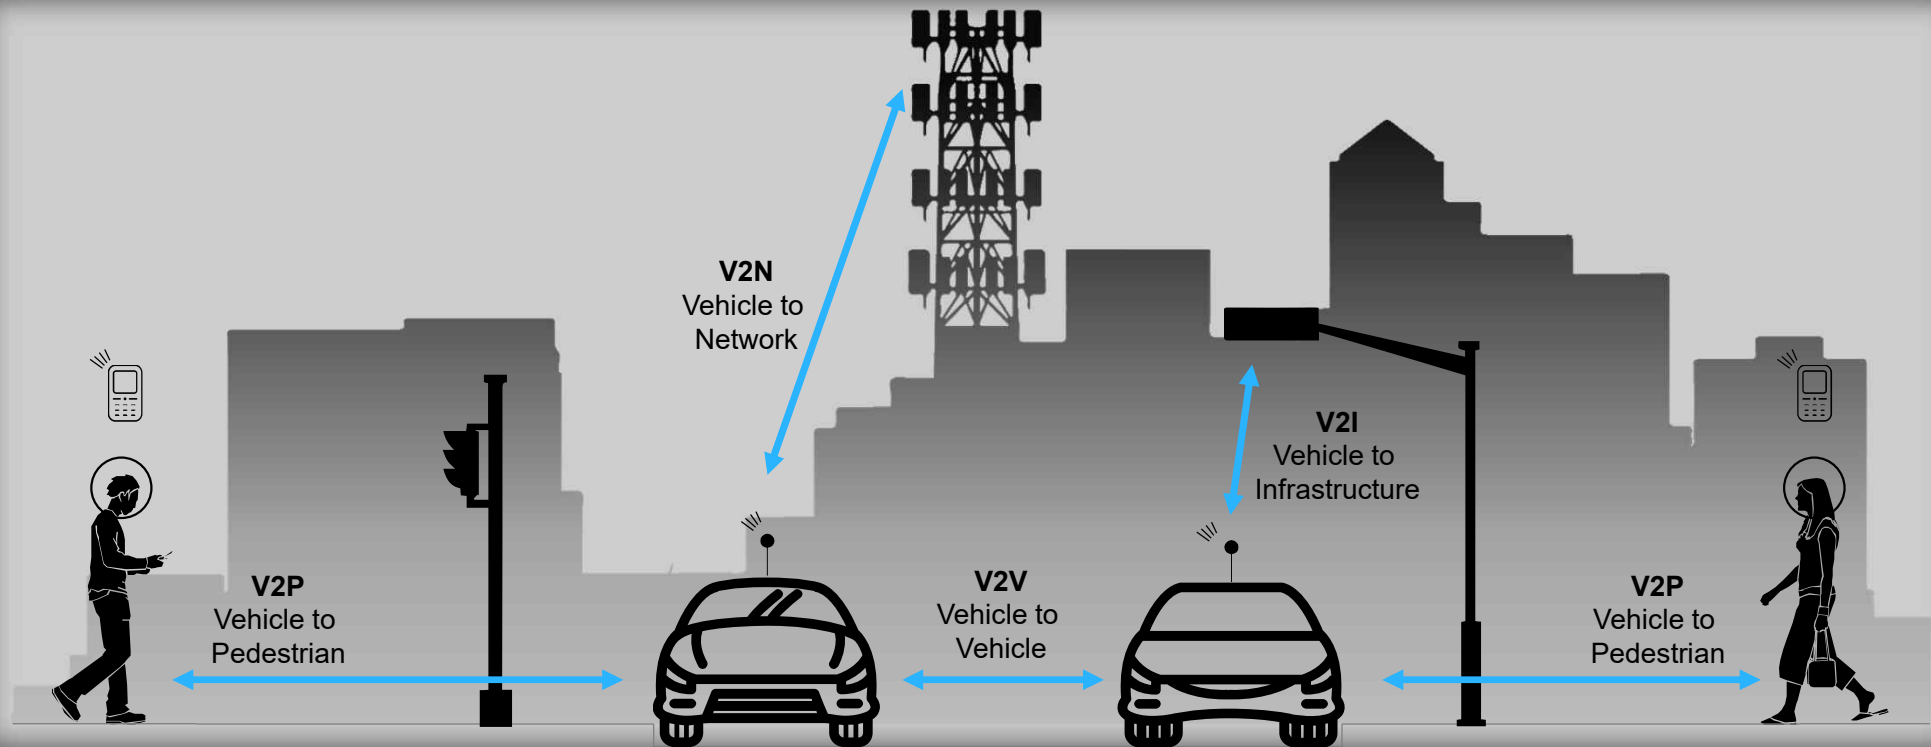 V2N
Vehicle to
Network
V2I
Vehicle to
Infrastructure
V2P
Vehicle to
Pedestrian
V2V
Vehicle to
Vehicle
V2P
Vehicle to
Pedestrian